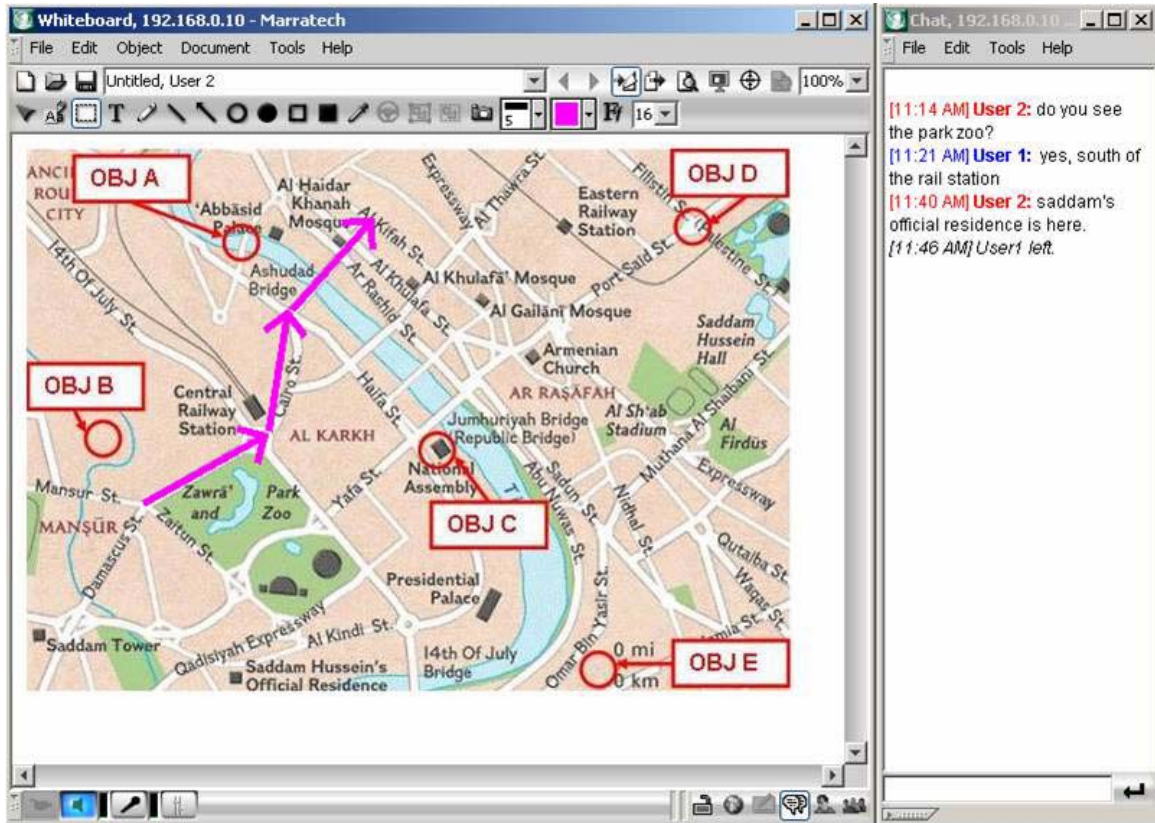 Whiteboard, 192.168.0.10 - Marratech
File Edit Object Document Tools Help
Untitled, User 2
100%
T
5
16
ANCI
ROU
CITY
OBJ A
'Abbāsid
Palace
Al Haidar
Khanah
Mosque
Al Kifah St.
Expressway
Al Thawra St.
Eastern
Railway
Station
Filistin St. (Palestine St.
OBJ D
14th Of July St.
Ashudad
Bridge
Ar Rashid St.
Al Khulafa St.
Al Khulafā' Mosque
Port Said St.
Al Gailānī Mosque
Saddam
Hussein
Hall
Armenian
Church
OBJ B
Central
Railway
Station
Cairo St.
Haifa St.
AR RAṢĀFAH
AL KARKH
Jumhuriyah Bridge
(Republic Bridge)
Al Sh'ab
Stadium
Muthana Al Shaibani St.
Al
Firdūs
National
Assembly
Expressway
Mansur St.
MANṢŪR
Zawrā' Park
and Zoo
Yafa St.
OBJ C
Abu Nuwas St.
Sadun St.
Nidhal St.
Damascus St.
Zaitun St.
Qutaiba St.
Waqas St.
Presidential
Palace
Omar Bin Yasir St.
Saddam Tower
Qadisiyah Expressway
Al Kindi St.
Saddam Hussein's
Official Residence
14th Of July
Bridge
0 mi
0 km
OBJ E
Chat, 192.168.0.10 ...
File Edit Tools Help
[11:14 AM] User 2: do you see
the park zoo?
[11:21 AM] User 1: yes, south of
the rail station
[11:40 AM] User 2: saddam's
official residence is here.
[11:46 AM] User1 left.